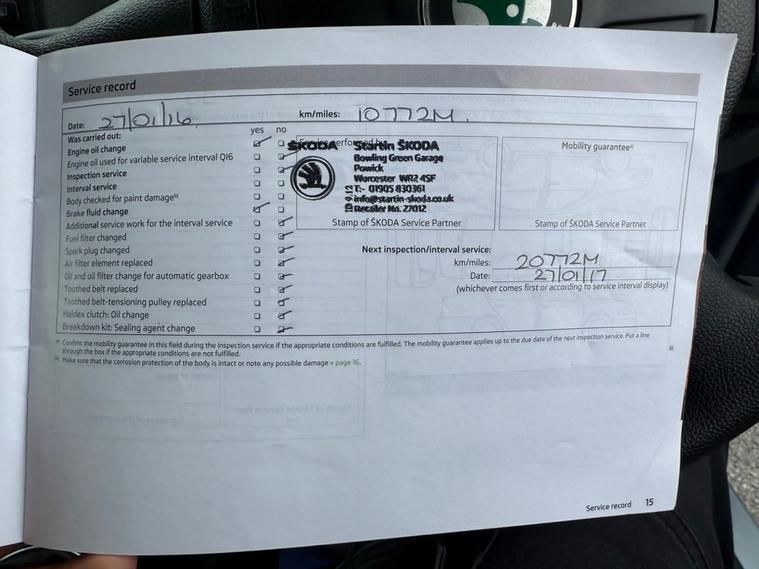 Service record
Date: 27/01/16 km/miles: 10772M.
Was carried out: yes no
Engine oil change
Engine oil used for variable service interval QI6
Inspection service
Interval service
Body checked for paint damageb)
Brake fluid change
Additional service work for the interval service
Fuel filter changed
Spark plug changed
Air filter element replaced
Oil and oil filter change for automatic gearbox
Toothed belt replaced
Toothed belt-tensioning pulley replaced
Haldex clutch: Oil change
Breakdown kit: Sealing agent change
ŠKODA Startin ŠKODA
Bowling Green Garage
Powick
Worcester WR2 4SF
T:- 01905 830361
info@startin-skoda.co.uk
Retailer No. 27012
Stamp of ŠKODA Service Partner
Mobility guaranteea)
Stamp of ŠKODA Service Partner
Next inspection/interval service:
km/miles: 20772M
Date: 27/01/17
(whichever comes first or according to service interval display)
a) Confirm the mobility guarantee in this field during the inspection service if the appropriate conditions are fulfilled. The mobility guarantee applies up to the due date of the next inspection service. Put a line
through the box if the appropriate conditions are not fulfilled.
b) Make sure that the corrosion protection of the body is intact or note any possible damage » page 16.
Service record 15